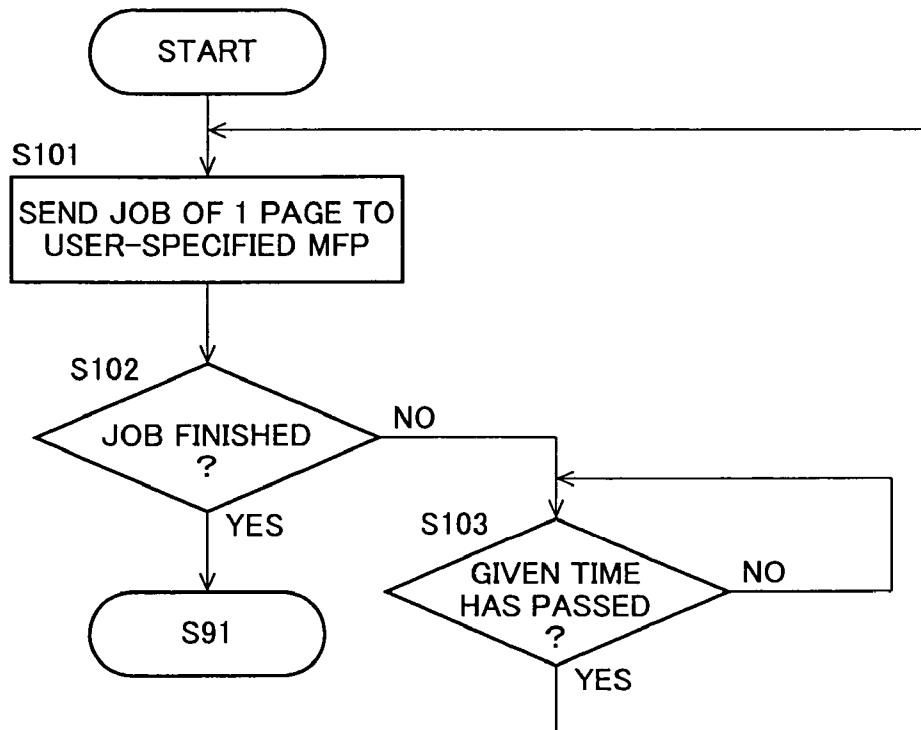 START
S101
SEND JOB OF 1 PAGE TO
USER-SPECIFIED MFP
S102
JOB FINISHED
?
NO
YES
S103
GIVEN TIME
HAS PASSED
?
NO
YES
S91